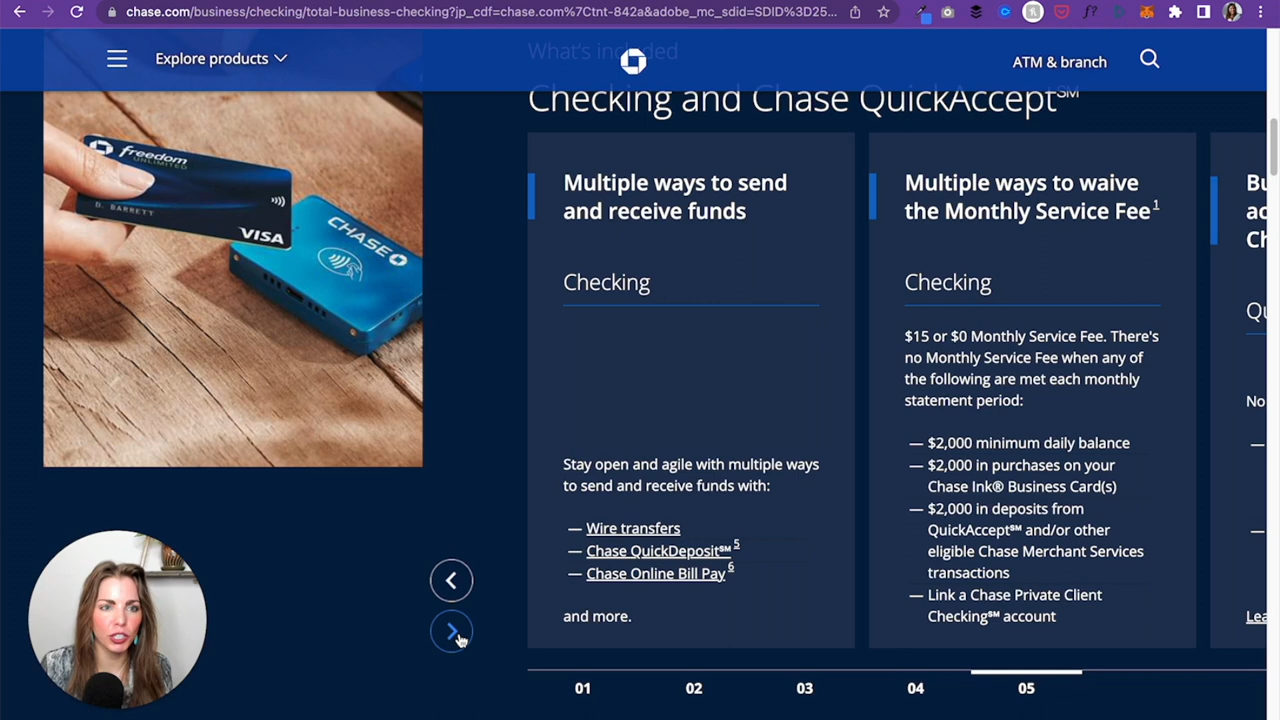 chase.com/business/checking/total-business-checking?jp_cdf=chase.com%7Ctnt-842a&adobe_mc_sdid=SDID%3D25...
What's included
Explore products
ATM & branch
Checking and Chase QuickAccept℠
freedom
UNLIMITED
D. BARRETT
VISA
CHASE
Multiple ways to send
and receive funds
Checking
Stay open and agile with multiple ways
to send and receive funds with:
— Wire transfers
— Chase QuickDeposit℠ 5
— Chase Online Bill Pay 6
and more.
Multiple ways to waive
the Monthly Service Fee 1
Checking
$15 or $0 Monthly Service Fee. There's
no Monthly Service Fee when any of
the following are met each monthly
statement period:
— $2,000 minimum daily balance
— $2,000 in purchases on your
Chase Ink® Business Card(s)
— $2,000 in deposits from
QuickAccept℠ and/or other
eligible Chase Merchant Services
transactions
— Link a Chase Private Client
Checking℠ account
No
01 02 03 04 05